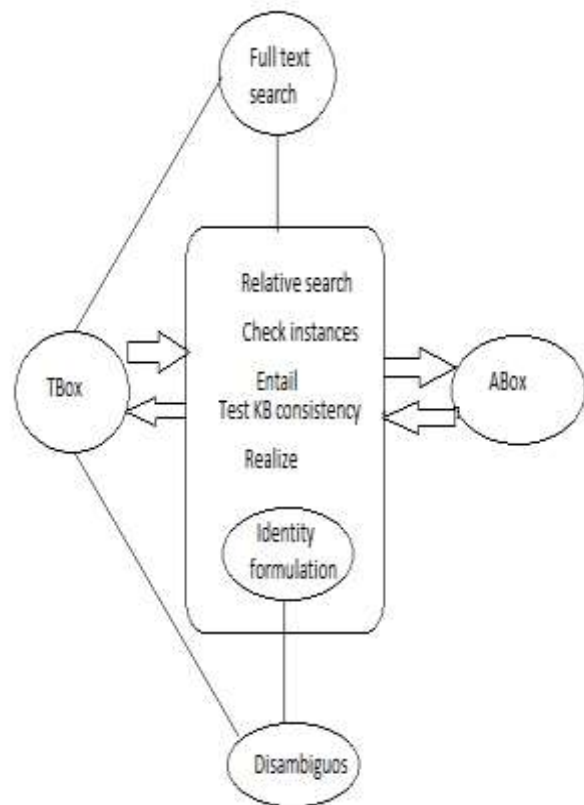 Full text
search
Relative search
Check instances
TBox
Entail
ABox
Test KB consistency
Realize
Identity
formulation
Disambiguos